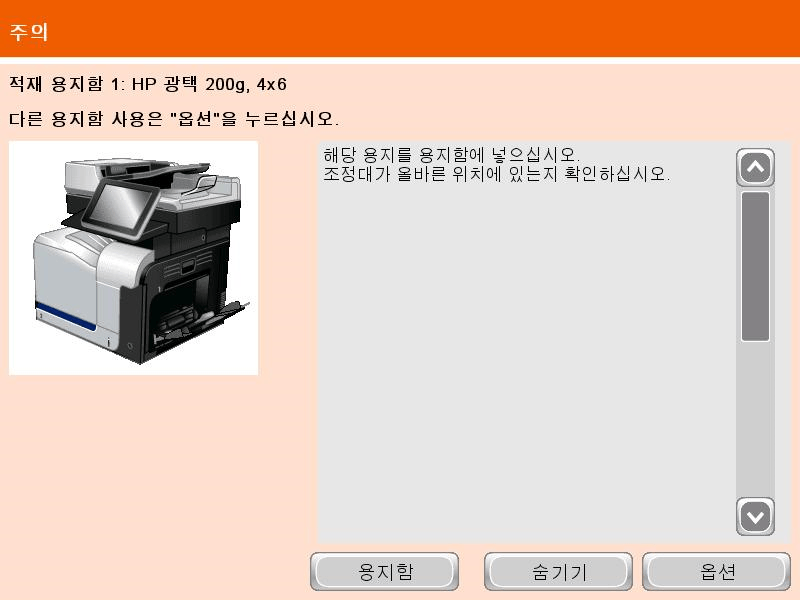 주의
적재 용지함 1: HP 광택 200g, 4x6
다른 용지함 사용은 "옵션"을 누르십시오.
해당 용지를 용지함에 넣으십시오.
조정대가 올바른 위치에 있는지 확인하십시오.
용지함
숨기기
옵션